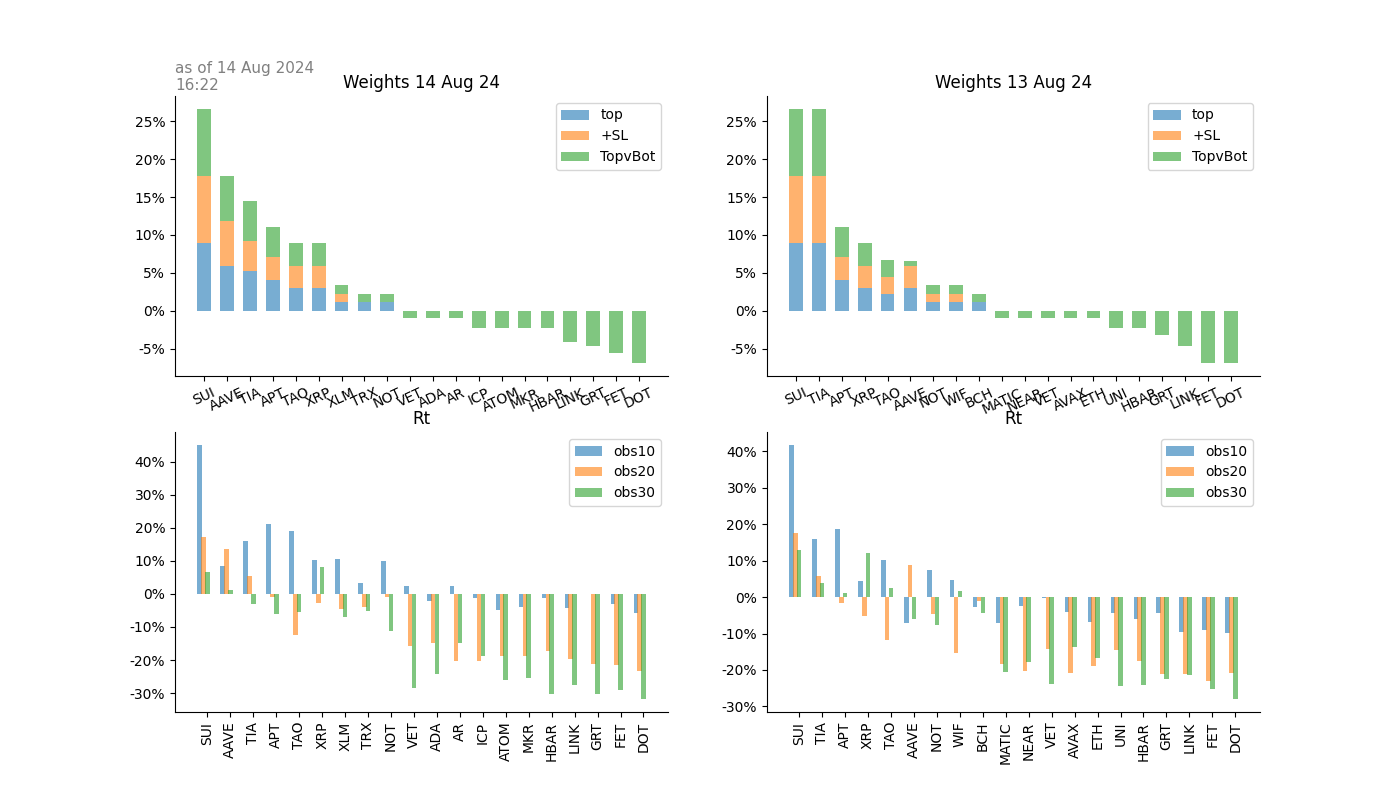 as of 14 Aug 2024
16:22
Weights 14 Aug 24
25%
20%
15%
10%
5%
0%
-5%
top
+SL
TopvBot
SUI AAVE TIA APT TAO XRP XLM TRX NOT VET ADA AR ICP ATOM MKR HBAR LINK GRT FET DOT
Weights 13 Aug 24
25%
20%
15%
10%
5%
0%
-5%
top
+SL
TopvBot
SUI TIA APT XRP TAO AAVE NOT WIF BCH MATIC NEAR VET AVAX ETH UNI HBAR GRT LINK FET DOT
Rt
40%
30%
20%
10%
0%
-10%
-20%
-30%
obs10
obs20
obs30
SUI AAVE TIA APT TAO XRP XLM TRX NOT VET ADA AR ICP ATOM MKR HBAR LINK GRT FET DOT
Rt
40%
30%
20%
10%
0%
-10%
-20%
-30%
obs10
obs20
obs30
SUI TIA APT XRP TAO AAVE NOT WIF BCH MATIC NEAR VET AVAX ETH UNI HBAR GRT LINK FET DOT